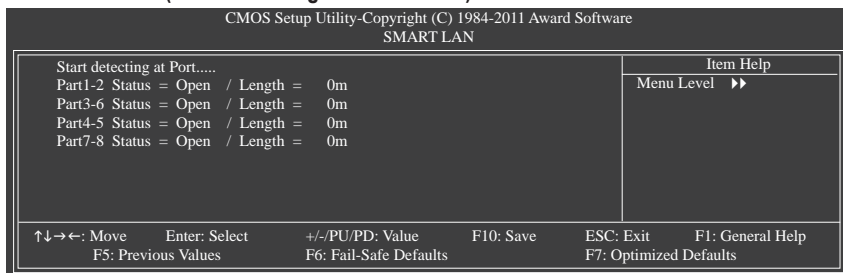 CMOS Setup Utility-Copyright (C) 1984-2011 Award Software
SMART LAN
Start detecting at Port.....
Part1-2 Status = Open / Length = 0m
Part3-6 Status = Open / Length = 0m
Part4-5 Status = Open / Length = 0m
Part7-8 Status = Open / Length = 0m
Item Help
Menu Level ▶▶
↑↓→←: Move Enter: Select +/-/PU/PD: Value F10: Save ESC: Exit F1: General Help
F5: Previous Values F6: Fail-Safe Defaults F7: Optimized Defaults